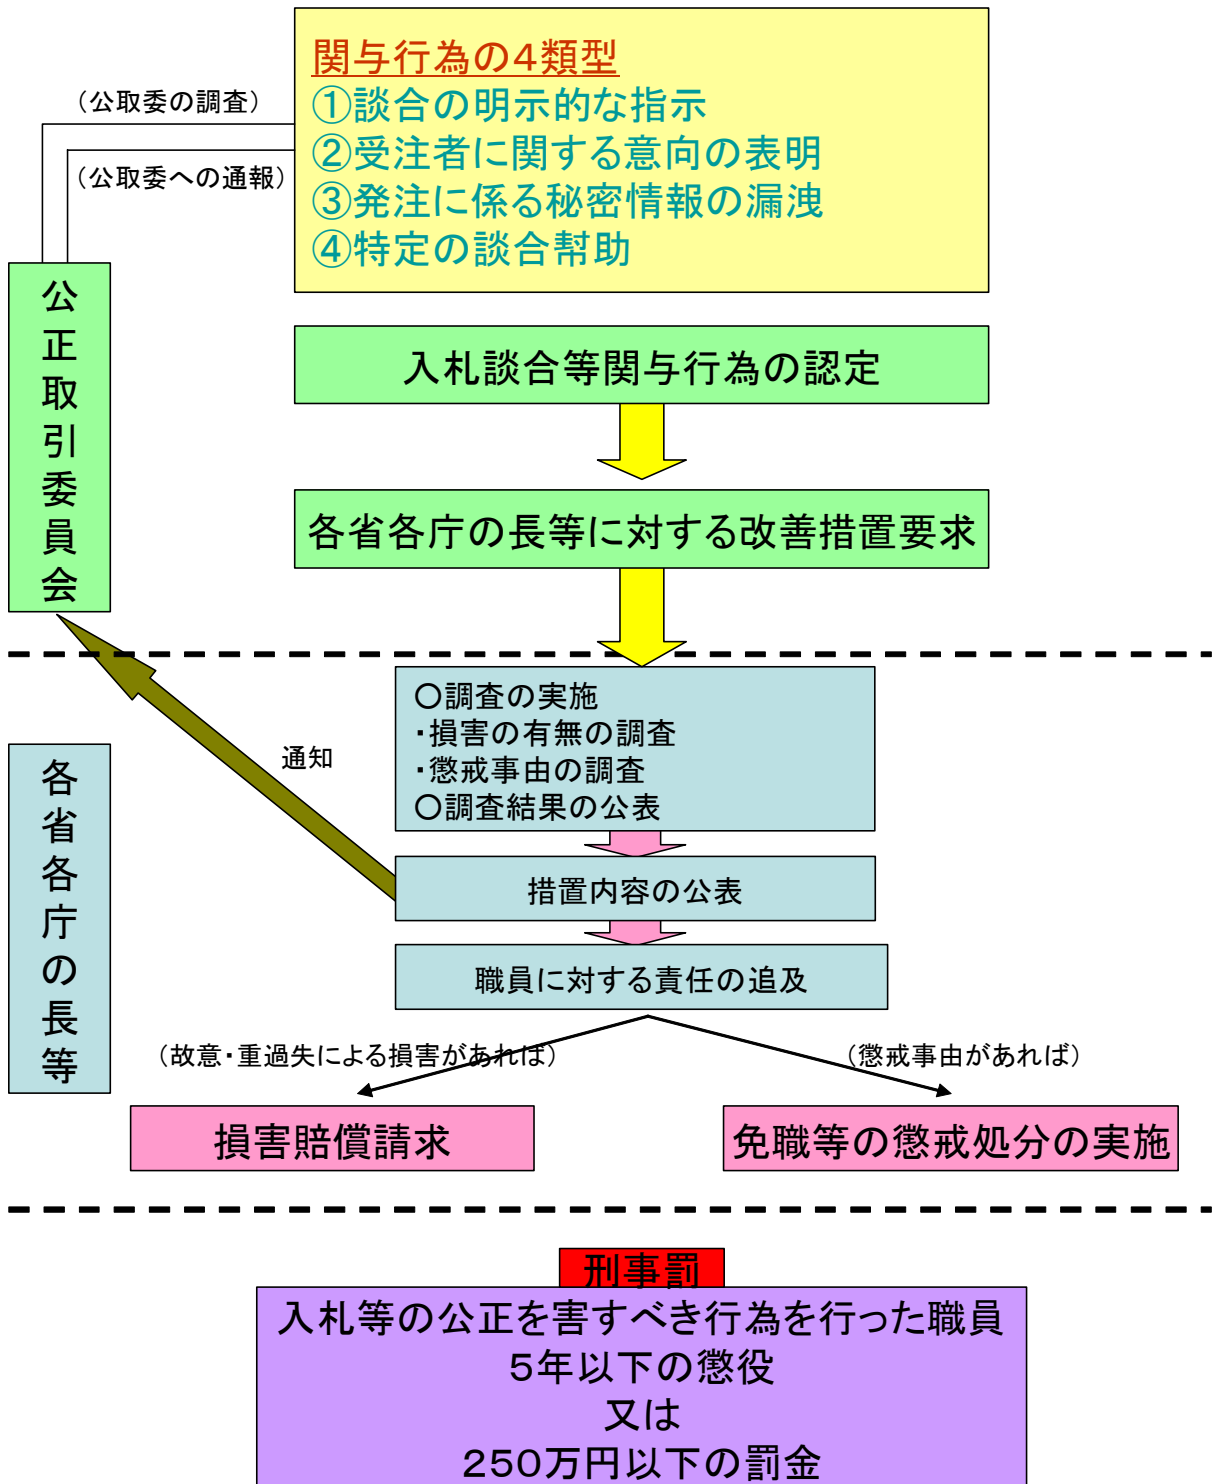 関与行為の4類型
①談合の明示的な指示
②受注者に関する意向の表明
③発注に係る秘密情報の漏洩
④特定の談合幇助
（公取委の調査）
（公取委への通報）
公正取引委員会
入札談合等関与行為の認定
各省各庁の長等に対する改善措置要求
○調査の実施
・損害の有無の調査
・懲戒事由の調査
○調査結果の公表
通知
各省各庁の長等
措置内容の公表
職員に対する責任の追及
（故意・重過失による損害があれば）
（懲戒事由があれば）
損害賠償請求
免職等の懲戒処分の実施
刑事罰
入札等の公正を害すべき行為を行った職員
5年以下の懲役
又は
250万円以下の罰金